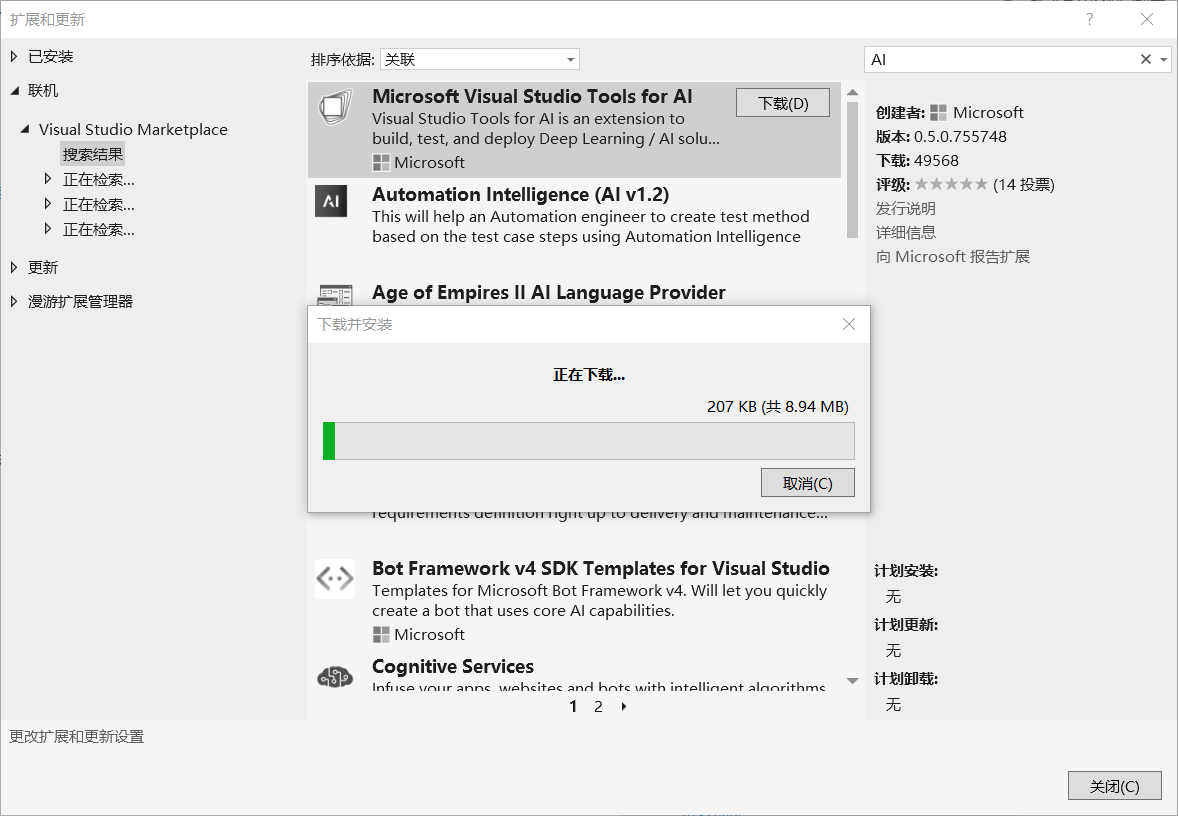 扩展和更新
?
已安装
联机
Visual Studio Marketplace
搜索结果
正在检索...
正在检索...
正在检索...
更新
漫游扩展管理器
排序依据: 关联
Microsoft Visual Studio Tools for AI
下载(D)
Visual Studio Tools for AI is an extension to
build, test, and deploy Deep Learning / AI solu...
Microsoft
AI
Automation Intelligence (AI v1.2)
This will help an Automation engineer to create test method
based on the test case steps using Automation Intelligence
Age of Empires II AI Language Provider
下载并安装
正在下载...
207 KB (共 8.94 MB)
取消(C)
requirements definition right up to delivery and maintenance...
Bot Framework v4 SDK Templates for Visual Studio
Templates for Microsoft Bot Framework v4. Will let you quickly
create a bot that uses core AI capabilities.
Microsoft
Cognitive Services
Infuse your apps, websites and bots with intelligent algorithms
1 2
AI
创建者: Microsoft
版本: 0.5.0.755748
下载: 49568
评级: (14 投票)
发行说明
详细信息
向 Microsoft 报告扩展
计划安装:
无
计划更新:
无
计划卸载:
无
更改扩展和更新设置
关闭(C)